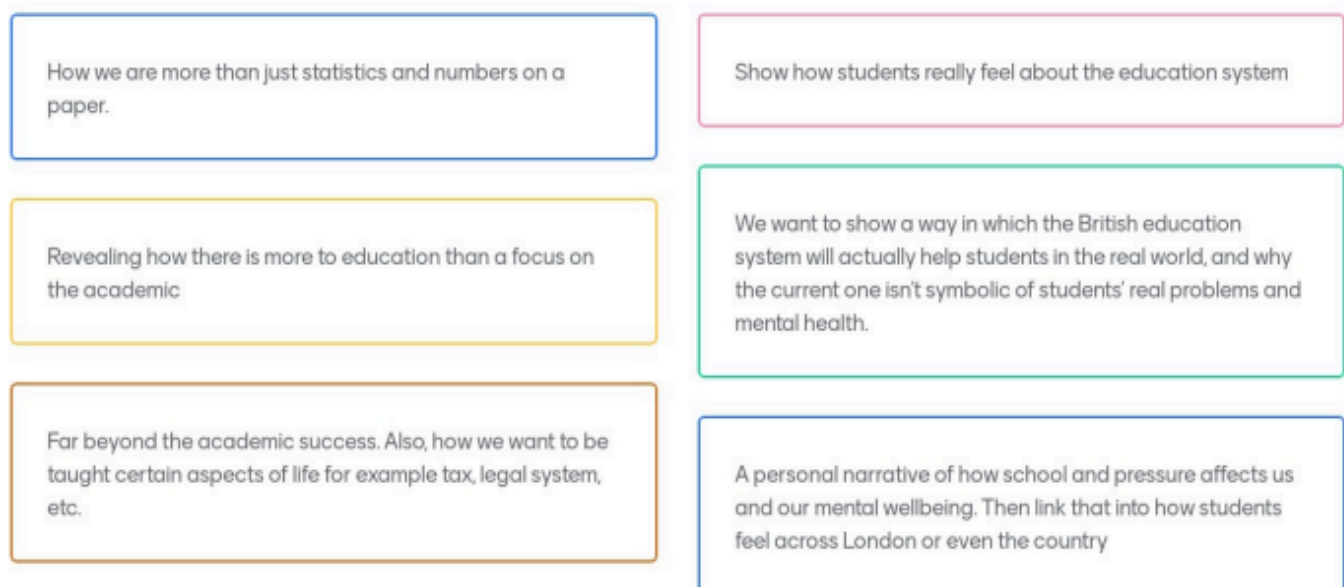 How we are more than just statistics and numbers on a
paper.
Revealing how there is more to education than a focus on
the academic
Far beyond the academic success. Also, how we want to be
taught certain aspects of life for example tax, legal system,
etc.
Show how students really feel about the education system
We want to show a way in which the British education
system will actually help students in the real world, and why
the current one isn't symbolic of students' real problems and
mental health.
A personal narrative of how school and pressure affects us
and our mental wellbeing. Then link that into how students
feel across London or even the country